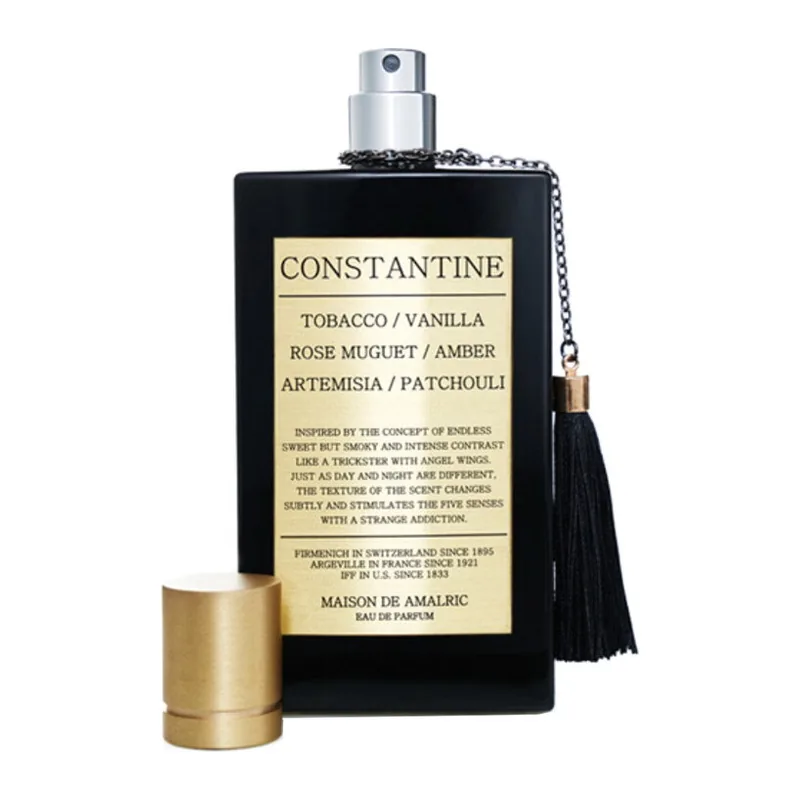 CONSTANTINE
TOBACCO / VANILLA
ROSE MUGUET / AMBER
ARTEMISIA / PATCHOULI
INSPIRED BY THE CONCEPT OF ENDLESS
SWEET BUT SMOKY AND INTENSE CONTRAST
LIKE A TRICKSTER WITH ANGEL WINGS.
JUST AS DAY AND NIGHT ARE DIFFERENT,
THE TEXTURE OF THE SCENT CHANGES
SUBTLY AND STIMULATES THE FIVE SENSES
WITH A STRANGE ADDICTION.
FIRMENICH IN SWITZERLAND SINCE 1895
ARGEVILLE IN FRANCE SINCE 1921
IFF IN U.S. SINCE 1833
MAISON DE AMALRIC
EAU DE PARFUM